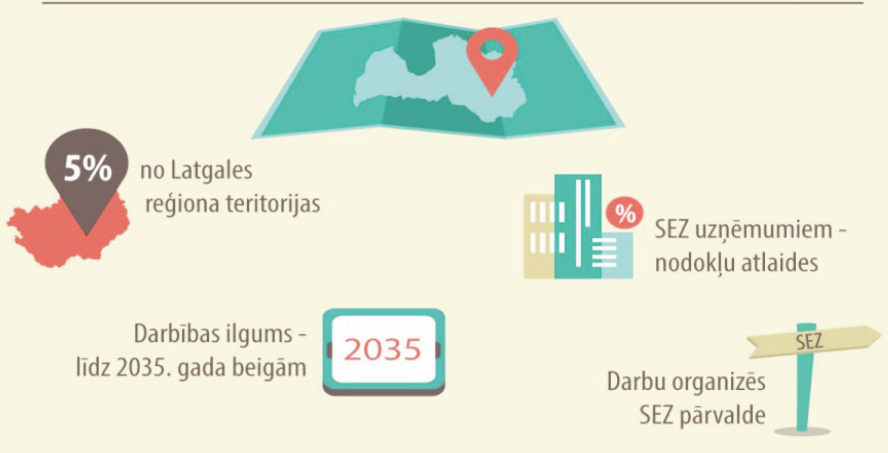 5%
no Latgales
reģiona teritorijas
%
SEZ uzņēmumiem -
nodokļu atlaides
Darbības ilgums -
līdz 2035. gada beigām
2035
SEZ
Darbu organizēs
SEZ pārvalde